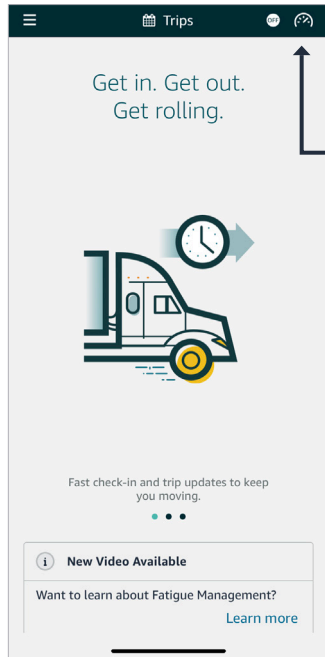 Trips
OFF
Get in. Get out.
Get rolling.
Fast check-in and trip updates to keep
you moving.
i
New Video Available
Want to learn about Fatigue Management?
Learn more